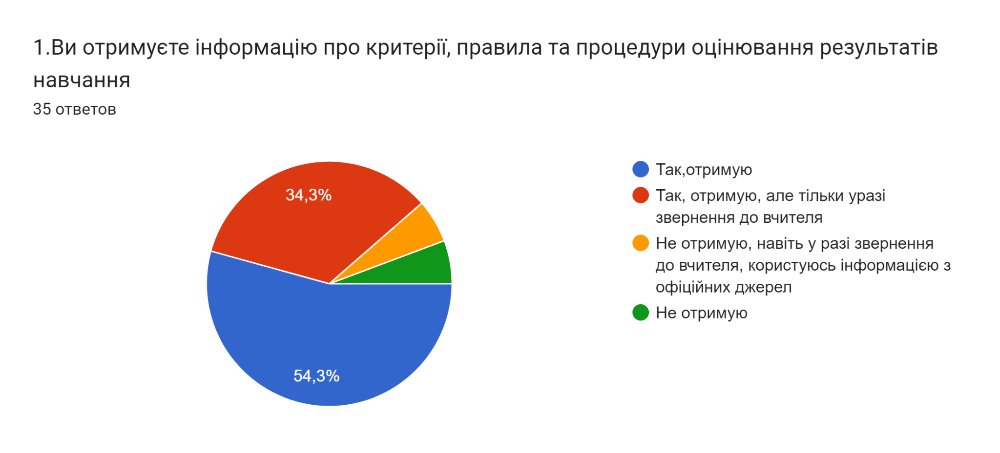 1.Ви отримуєте інформацію про критерії, правила та процедури оцінювання результатів
навчання
35 ответов
34,3%
54,3%
Так,отримую
Так, отримую, але тільки уразі
звернення до вчителя
Не отримую, навіть у разі звернення
до вчителя, користуюсь інформацією з
офіційних джерел
Не отримую